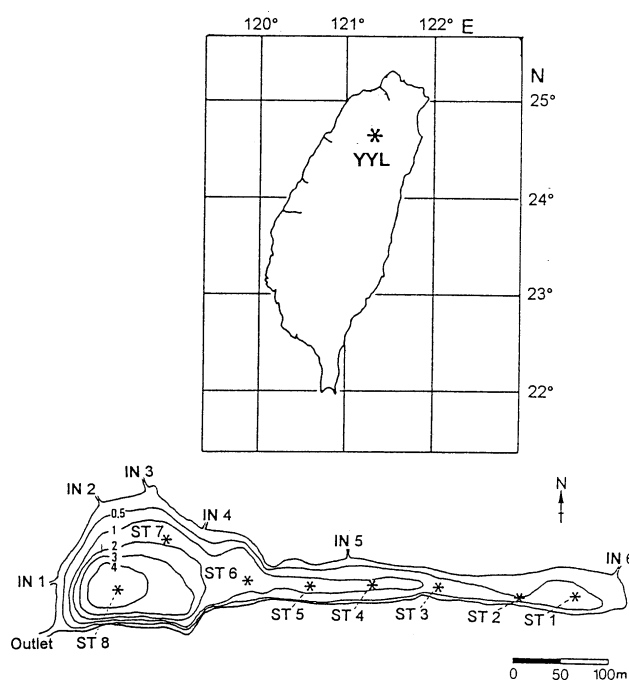 120° 121° 122° E
N
25°
YYL
24°
23°
22°
IN 3
IN 2
N
0.5
IN 4
1
ST 7
2
IN 5
3
4
ST 6
IN 6
IN 1
ST 5 ST 4 ST 3 ST 2 ST 1
Outlet
ST 8
0 50 100m